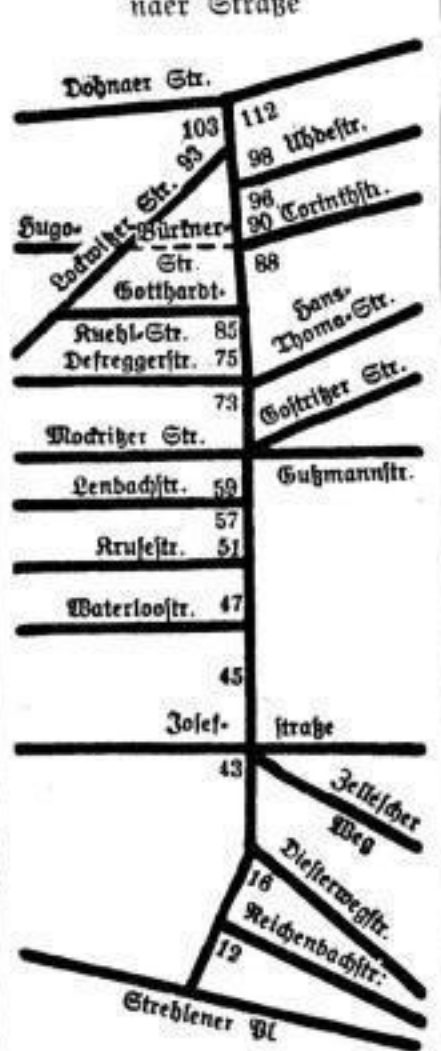 naer Straße
Dohnaer Str.
103 112
93
Lockwitzer Str.
98 Uhdestr.
96
90 Corinthstr.
Hugo- Bürkner-
Str.
88
Gotthardt-
Kuehl-Str. 85
Hans-
Thoma-Str.
Defreggerstr. 75
73
Gostritzer Str.
Mockritzer Str.
Gutzmannstr.
Lenbachstr. 59
57
Krusestr. 51
Waterloostr. 47
45
Josef- straße
43
Zellescher
Weg
Diesterwegstr.
16
Reichenbachstr.
12
Strehlener Pl